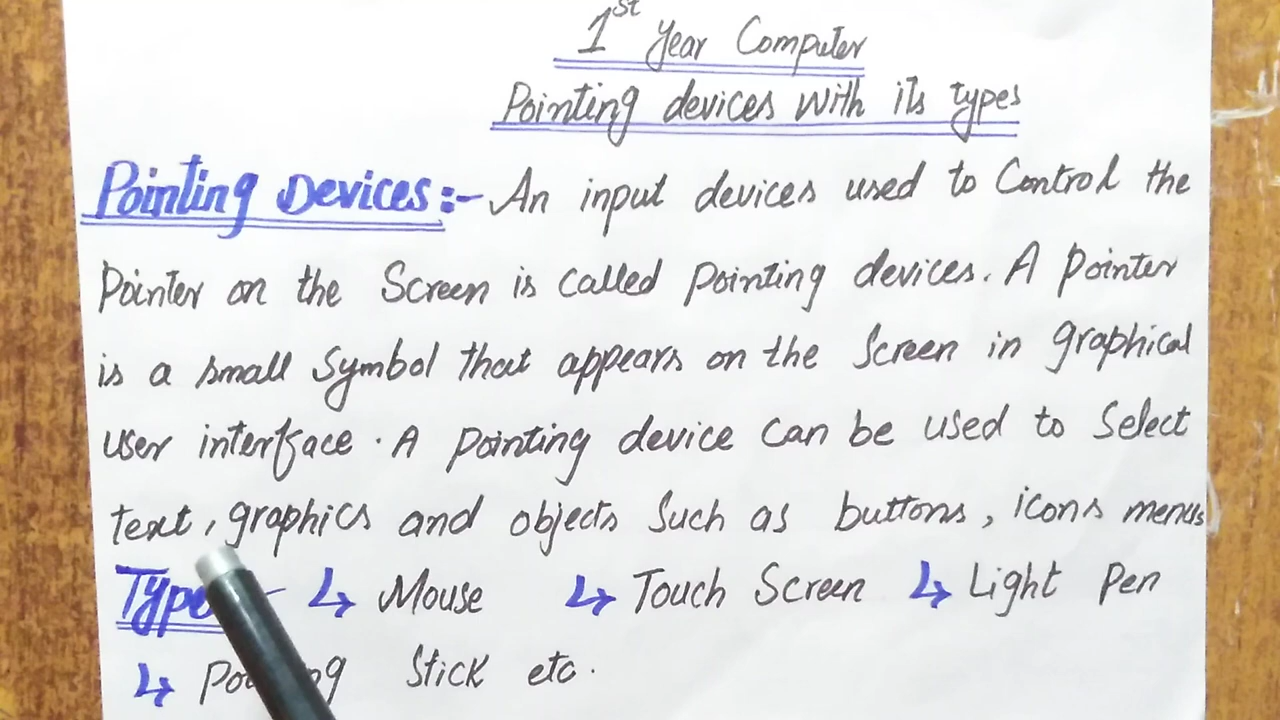 1st Year Computer
Pointing devices with its types
Pointing Devices:- An input devices used to Control the
Pointer on the Screen is called Pointing devices. A Pointer
is a small Symbol that appears on the Screen in graphical
user interface. A Pointing device can be used to Select
text, graphics and objects Such as buttons, icons menus
↳ Mouse ↳ Touch Screen ↳ Light Pen
↳ Stick etc.